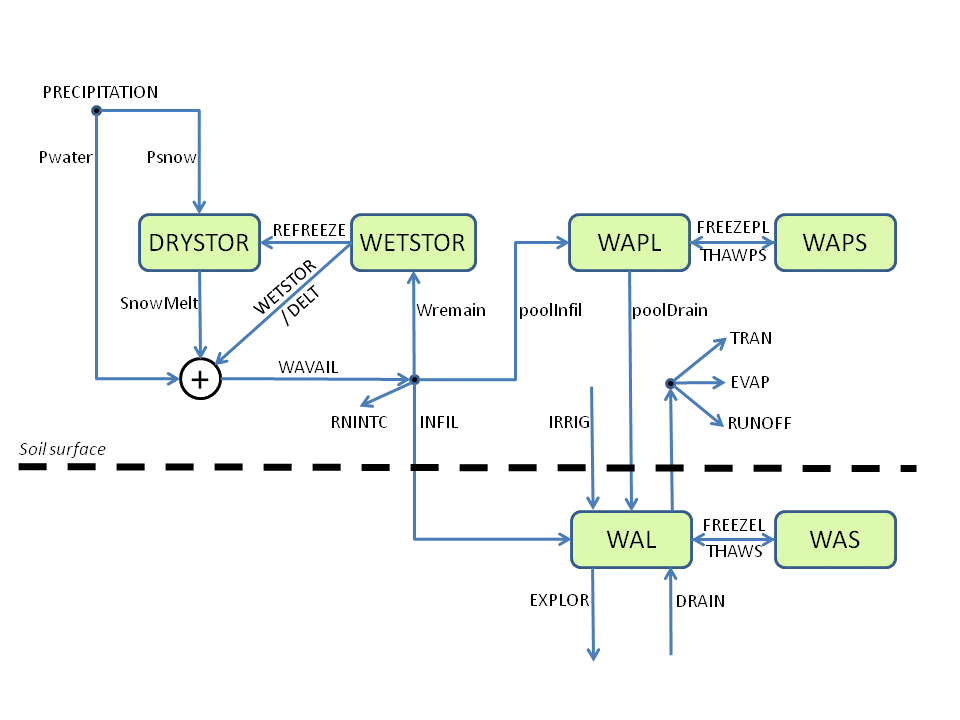 PRECIPITATION
Pwater
Psnow
DRYSTOR
REFREEZE
WETSTOR
WAPL
FREEZEPL
THAWPS
WAPS
SnowMelt
WETSTOR
/ DELT
Wremain
poolInfil
poolDrain
TRAN
+
WAVAIL
EVAP
RNINTC
INFIL
IRRIG
RUNOFF
Soil surface
WAL
FREEZEL
THAWS
WAS
EXPLOR
DRAIN